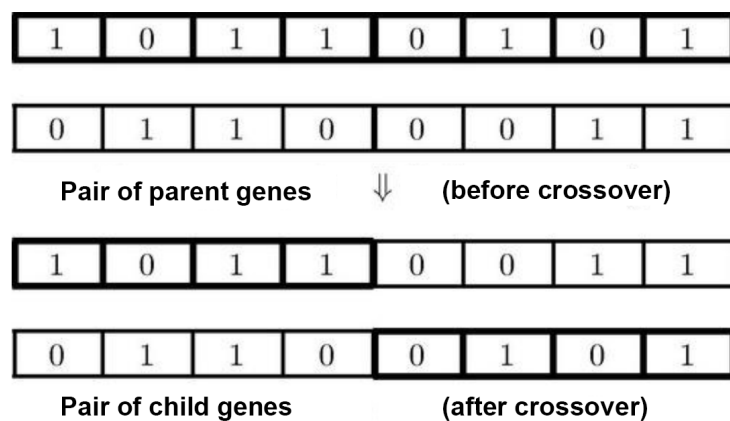 1 0 1 1 0 1 0 1
0 1 1 0 0 0 1 1
Pair of parent genes ⇓ (before crossover)
1 0 1 1 0 0 1 1
0 1 1 0 0 1 0 1
Pair of child genes (after crossover)